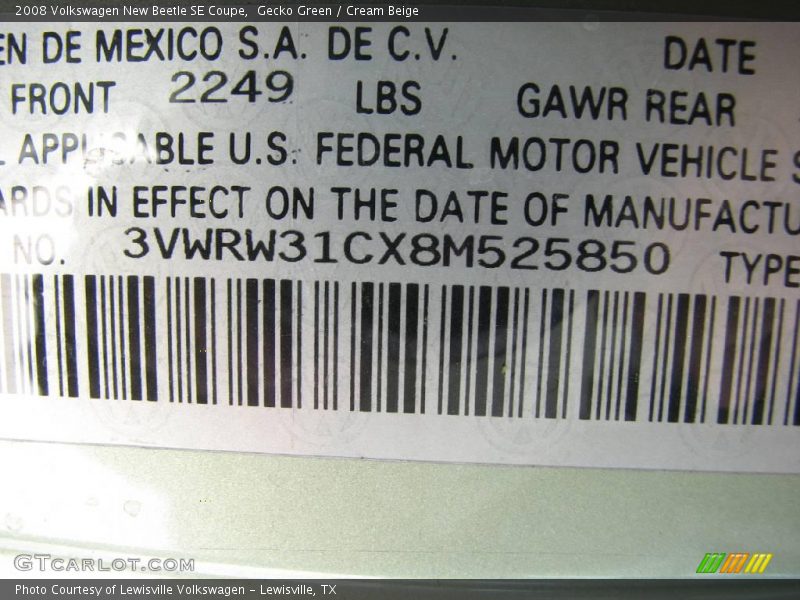 2008 Volkswagen New Beetle SE Coupe,  Gecko Green / Cream Beige
EN DE MEXICO S.A. DE C.V. DATE
FRONT 2249 LBS GAWR REAR
APPLICABLE U.S. FEDERAL MOTOR VEHICLE S
ARDS IN EFFECT ON THE DATE OF MANUFACTU
NO. 3VWRW31CX8M525850 TYPE
GTcarlot.com
Photo Courtesy of Lewisville Volkswagen - Lewisville, TX